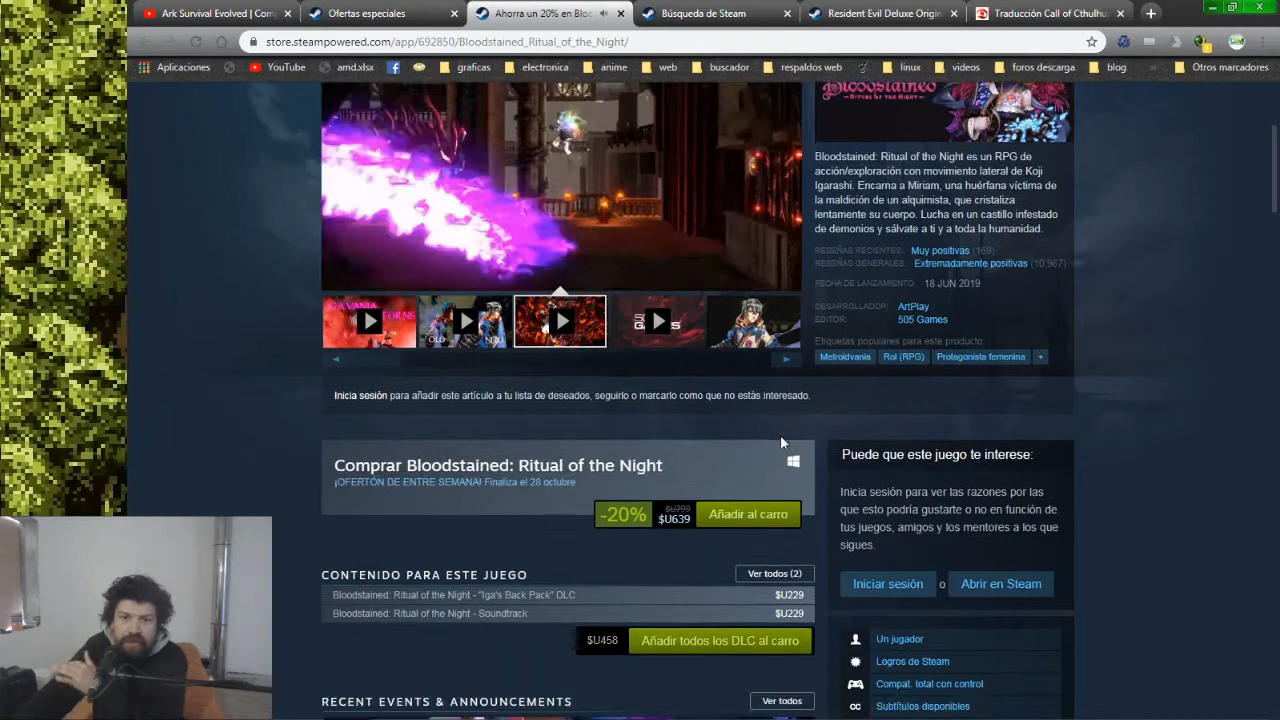 Ark Survival Evolved | Com
Ofertas especiales
Ahorra un 20% en Bloo
Búsqueda de Steam
Resident Evil Deluxe Origin
Traducción Call of Cthulhu
store.steampowered.com/app/692850/Bloodstained_Ritual_of_the_Night/
Aplicaciones
YouTube
amd.xlsx
graficas
electronica
anime
web
buscador
respaldos web
linux
videos
foros descarga
blog
Otros marcadores
Bloodstained
RITUAL OF THE NIGHT
Bloodstained: Ritual of the Night es un RPG de
acción/exploración con movimiento lateral de Koji
Igarashi. Encarna a Miriam, una huérfana víctima de
la maldición de un alquimista, que cristaliza
lentamente su cuerpo. Lucha en un castillo infestado
de demonios y sálvate a ti y a toda la humanidad.
RESEÑAS RECIENTES: Muy positivas (169)
RESEÑAS GENERALES: Extremadamente positivas (10,967)
FECHA DE LANZAMIENTO: 18 JUN 2019
DESARROLLADOR: ArtPlay
EDITOR: 505 Games
Etiquetas populares para este producto:
Metroidvania
Rol (RPG)
Protagonista femenina
+
OLD
Inicia sesión para añadir este artículo a tu lista de deseados, seguirlo o marcarlo como que no estás interesado.
Comprar Bloodstained: Ritual of the Night
¡OFERTÓN DE ENTRE SEMANA! Finaliza el 28 octubre
-20%
$U799
$U639
Añadir al carro
CONTENIDO PARA ESTE JUEGO
Ver todos (2)
Bloodstained: Ritual of the Night - "Iga's Back Pack" DLC $U229
Bloodstained: Ritual of the Night - Soundtrack $U229
$U458
Añadir todos los DLC al carro
RECENT EVENTS & ANNOUNCEMENTS
Ver todos
Puede que este juego te interese:
Inicia sesión para ver las razones por las
que esto podría gustarte o no en función de
tus juegos, amigos y los mentores a los que
sigues.
Iniciar sesión
o
Abrir en Steam
Un jugador
Logros de Steam
Compat. total con control
CC
Subtítulos disponibles